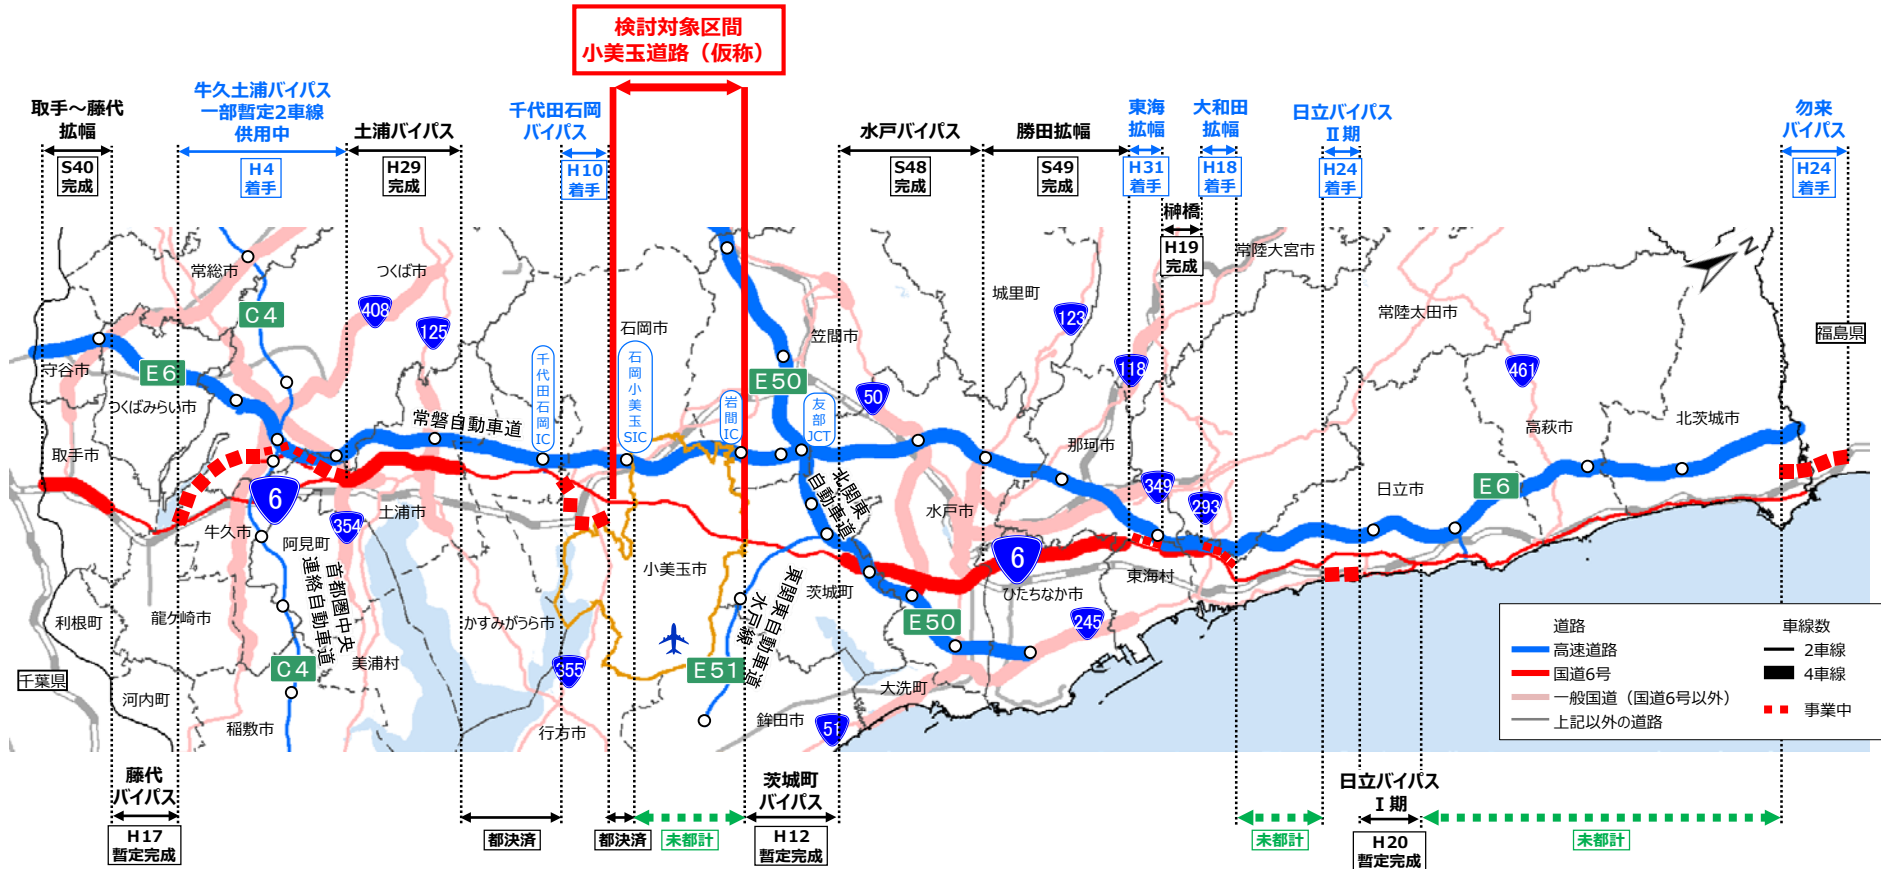 検討対象区間
小美玉道路（仮称）
取手～藤代
拡幅
S40
完成
牛久土浦バイパス
一部暫定2車線
供用中
H4
着手
土浦バイパス
H29
完成
千代田石岡
バイパス
H10
着手
水戸バイパス
S48
完成
勝田拡幅
S49
完成
東海
拡幅
H31
着手
大和田
拡幅
H18
着手
榊橋
H19
完成
日立バイパス
Ⅱ期
H24
着手
勿来
バイパス
H24
着手
常総市
つくば市
石岡市
笠間市
城里町
常陸大宮市
常陸太田市
福島県
C4
408
125
123
118
461
E6
E50
50
守谷市
つくばみらい市
千代田石岡IC
石岡小美玉SIC
岩間
IC
友部
JCT
常磐自動車道
北関東
自動車道
那珂市
高萩市
北茨城市
取手市
6
牛久市
354
土浦市
阿見町
首都圏中央
連絡自動車道
水戸市
6
349
293
日立市
E6
東海村
ひたちなか市
245
小美玉市
茨城町
東関東自動車道
水戸線
E50
E51
利根町
龍ケ崎市
かすみがうら市
355
C4
美浦村
千葉県
河内町
稲敷市
行方市
鉾田市
51
大洗町
道路
車線数
高速道路
2車線
国道6号
4車線
一般国道（国道6号以外）
事業中
上記以外の道路
藤代
バイパス
H17
暫定完成
都決済
都決済
未都計
茨城町
バイパス
H12
暫定完成
未都計
日立バイパス
Ⅰ期
H20
暫定完成
未都計
N